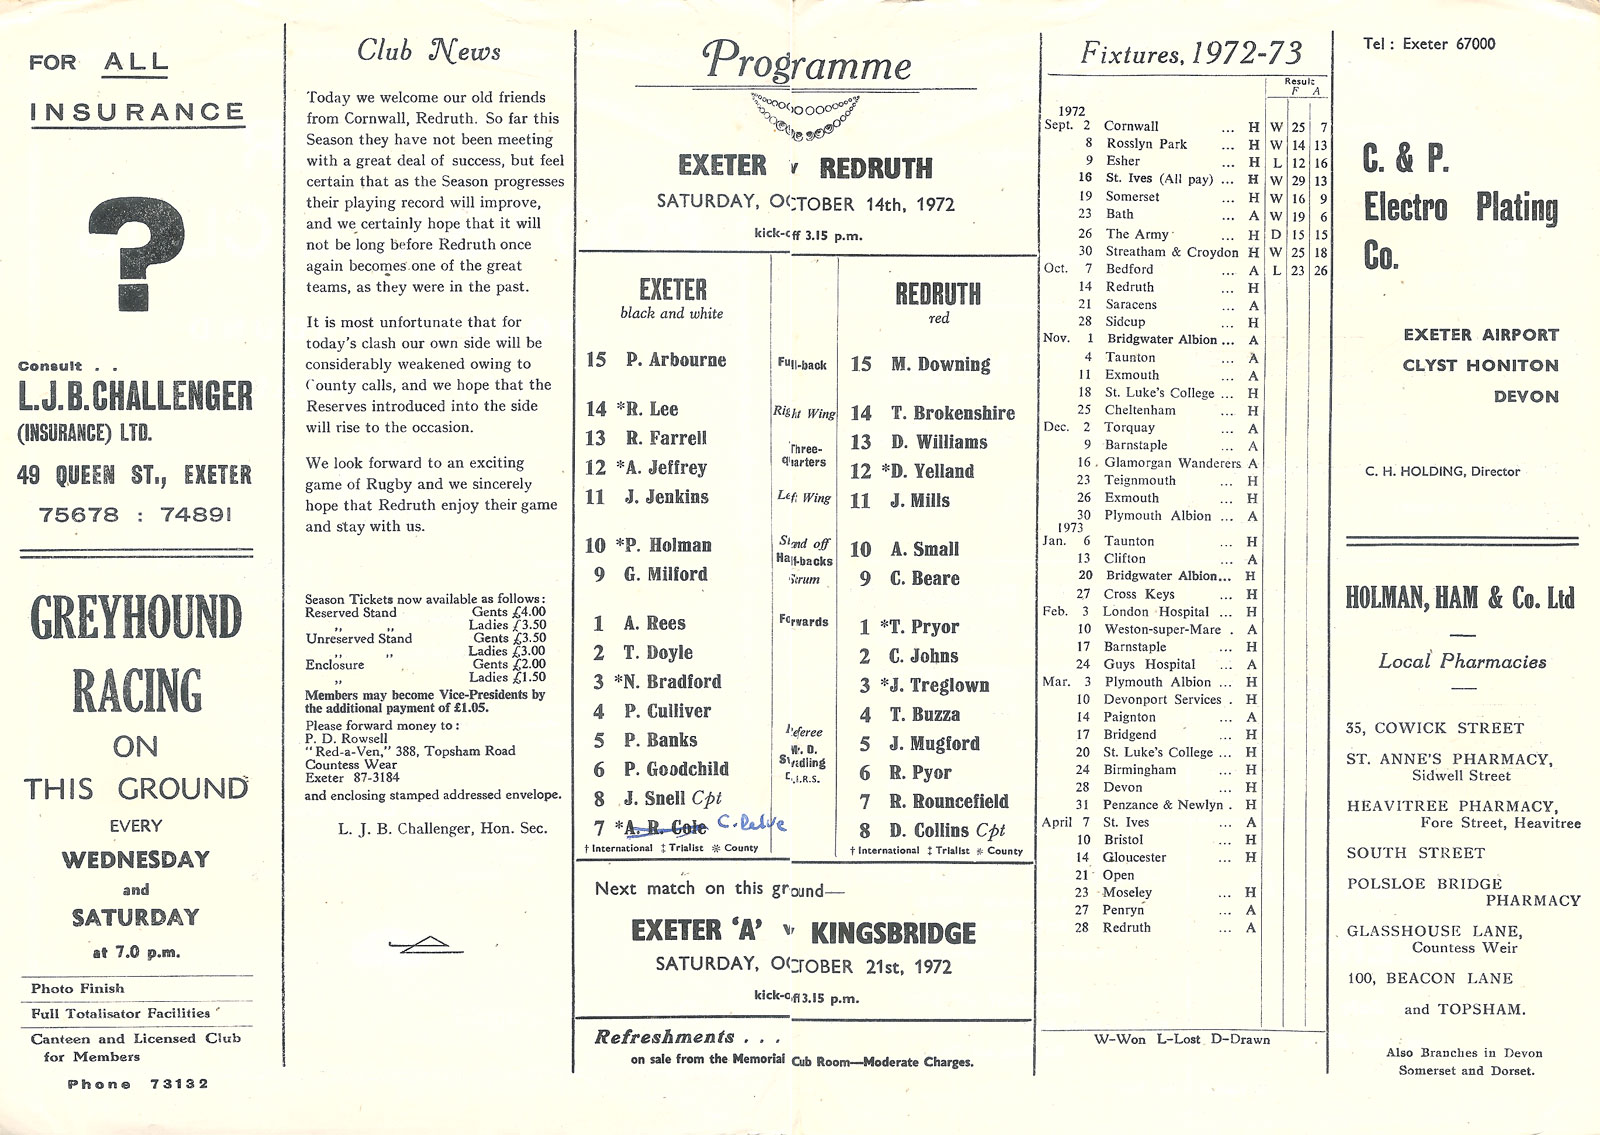 FOR ALL
INSURANCE
?
Consult . .
L.J.B. CHALLENGER
(INSURANCE) LTD.
49 QUEEN ST., EXETER
75678 : 74891
GREYHOUND
RACING
ON
THIS GROUND
EVERY
WEDNESDAY
and
SATURDAY
at 7.0 p.m.
Photo Finish
Full Totalisator Facilities
Canteen and Licensed Club
for Members
Phone 73132
Club News
Today we welcome our old friends
from Cornwall, Redruth. So far this
Season they have not been meeting
with a great deal of success, but feel
certain that as the Season progresses
their playing record will improve,
and we certainly hope that it will
not be long before Redruth once
again becomes one of the great
teams, as they were in the past.
It is most unfortunate that for
today's clash our own side will be
considerably weakened owing to
County calls, and we hope that the
Reserves introduced into the side
will rise to the occasion.
We look forward to an exciting
game of Rugby and we sincerely
hope that Redruth enjoy their game
and stay with us.
Season Tickets now available as follows:
Reserved Stand Gents £4.00
,, ,, Ladies £3.50
Unreserved Stand Gents £3.50
,, ,, Ladies £3.00
Enclosure Gents £2.00
,, Ladies £1.50
Members may become Vice-Presidents by
the additional payment of £1.05.
Please forward money to :
P. D. Rowsell
"Red-a-Ven," 388, Topsham Road
Countess Wear
Exeter 87-3184
and enclosing stamped addressed envelope.
L. J. B. Challenger, Hon. Sec.
Programme
EXETER v REDRUTH
SATURDAY, OCTOBER 14th, 1972
kick-off 3.15 p.m.
EXETER REDRUTH
black and white red
15 P. Arbourne Full-back 15 M. Downing
14 *R. Lee Right Wing 14 T. Brokenshire
13 R. Farrell Three- 13 D. Williams
12 *A. Jeffrey quarters 12 *D. Yelland
11 J. Jenkins Left Wing 11 J. Mills
10 *P. Holman Stand off 10 A. Small
Half-backs
9 G. Milford Scrum 9 C. Beare
1 A. Rees Forwards 1 *T. Pryor
2 T. Doyle 2 C. Johns
3 *N. Bradford 3 *J. Treglown
4 P. Culliver 4 T. Buzza
5 P. Banks Referee 5 J. Mugford
W. D.
6 P. Goodchild Stradling 6 R. Pyor
8 J. Snell Cpt 7 R. Rouncefield
7 *A. R. Cole 8 D. Collins Cpt
† International ‡ Trialist * County † International ‡ Trialist * County
Next match on this ground—
EXETER 'A' v KINGSBRIDGE
SATURDAY, OCTOBER 21st, 1972
kick-off 3.15 p.m.
Refreshments . . .
on sale from the Memorial Cub Room—Moderate Charges.
Fixtures, 1972-73
Result
F A
1972
Sept. 2 Cornwall ... H W 25 7
8 Rosslyn Park ... H W 14 13
9 Esher ... H L 12 16
16 St. Ives (All pay) ... H W 29 13
19 Somerset ... H W 16 9
23 Bath ... A W 19 6
26 The Army ... H D 15 15
30 Streatham & Croydon H W 25 18
Oct. 7 Bedford ... A L 23 26
14 Redruth ... H
21 Saracens ... A
28 Sidcup ... H
Nov. 1 Bridgwater Albion ... A
4 Taunton ... A
11 Exmouth ... A
18 St. Luke's College ... H
25 Cheltenham ... H
Dec. 2 Torquay ... A
9 Barnstaple ... A
16 . Glamorgan Wanderers A
23 Teignmouth ... H
26 Exmouth ... H
30 Plymouth Albion ... A
1973
Jan. 6 Taunton ... H
13 Clifton ... A
20 Bridgwater Albion... H
27 Cross Keys ... H
Feb. 3 London Hospital ... H
10 Weston-super-Mare . A
17 Barnstaple ... H
24 Guys Hospital ... A
Mar. 3 Plymouth Albion ... H
10 Devonport Services . H
14 Paignton ... A
17 Bridgend ... H
20 St. Luke's College ... H
24 Birmingham ... H
28 Devon ... H
31 Penzance & Newlyn . H
April 7 St. Ives ... A
10 Bristol ... H
14 Gloucester ... H
21 Open
23 Moseley ... H
27 Penryn ... A
28 Redruth ... A
W-Won L-Lost D-Drawn
Tel : Exeter 67000
C. & P.
Electro Plating
Co.
EXETER AIRPORT
CLYST HONITON
DEVON
C. H. HOLDING, Director
HOLMAN, HAM & Co. Ltd
Local Pharmacies
35, COWICK STREET
ST. ANNE'S PHARMACY,
Sidwell Street
HEAVITREE PHARMACY,
Fore Street, Heavitree
SOUTH STREET
POLSLOE BRIDGE
PHARMACY
GLASSHOUSE LANE,
Countess Weir
100, BEACON LANE
and TOPSHAM.
Also Branches in Devon
Somerset and Dorset.